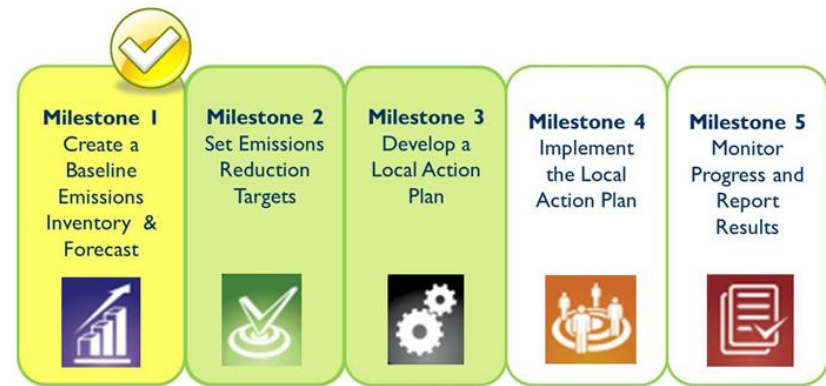 Milestone 1
Create a
Baseline
Emissions
Inventory &
Forecast
Milestone 2
Set Emissions
Reduction
Targets
Milestone 3
Develop a
Local Action
Plan
Milestone 4
Implement
the Local
Action Plan
Milestone 5
Monitor
Progress and
Report
Results